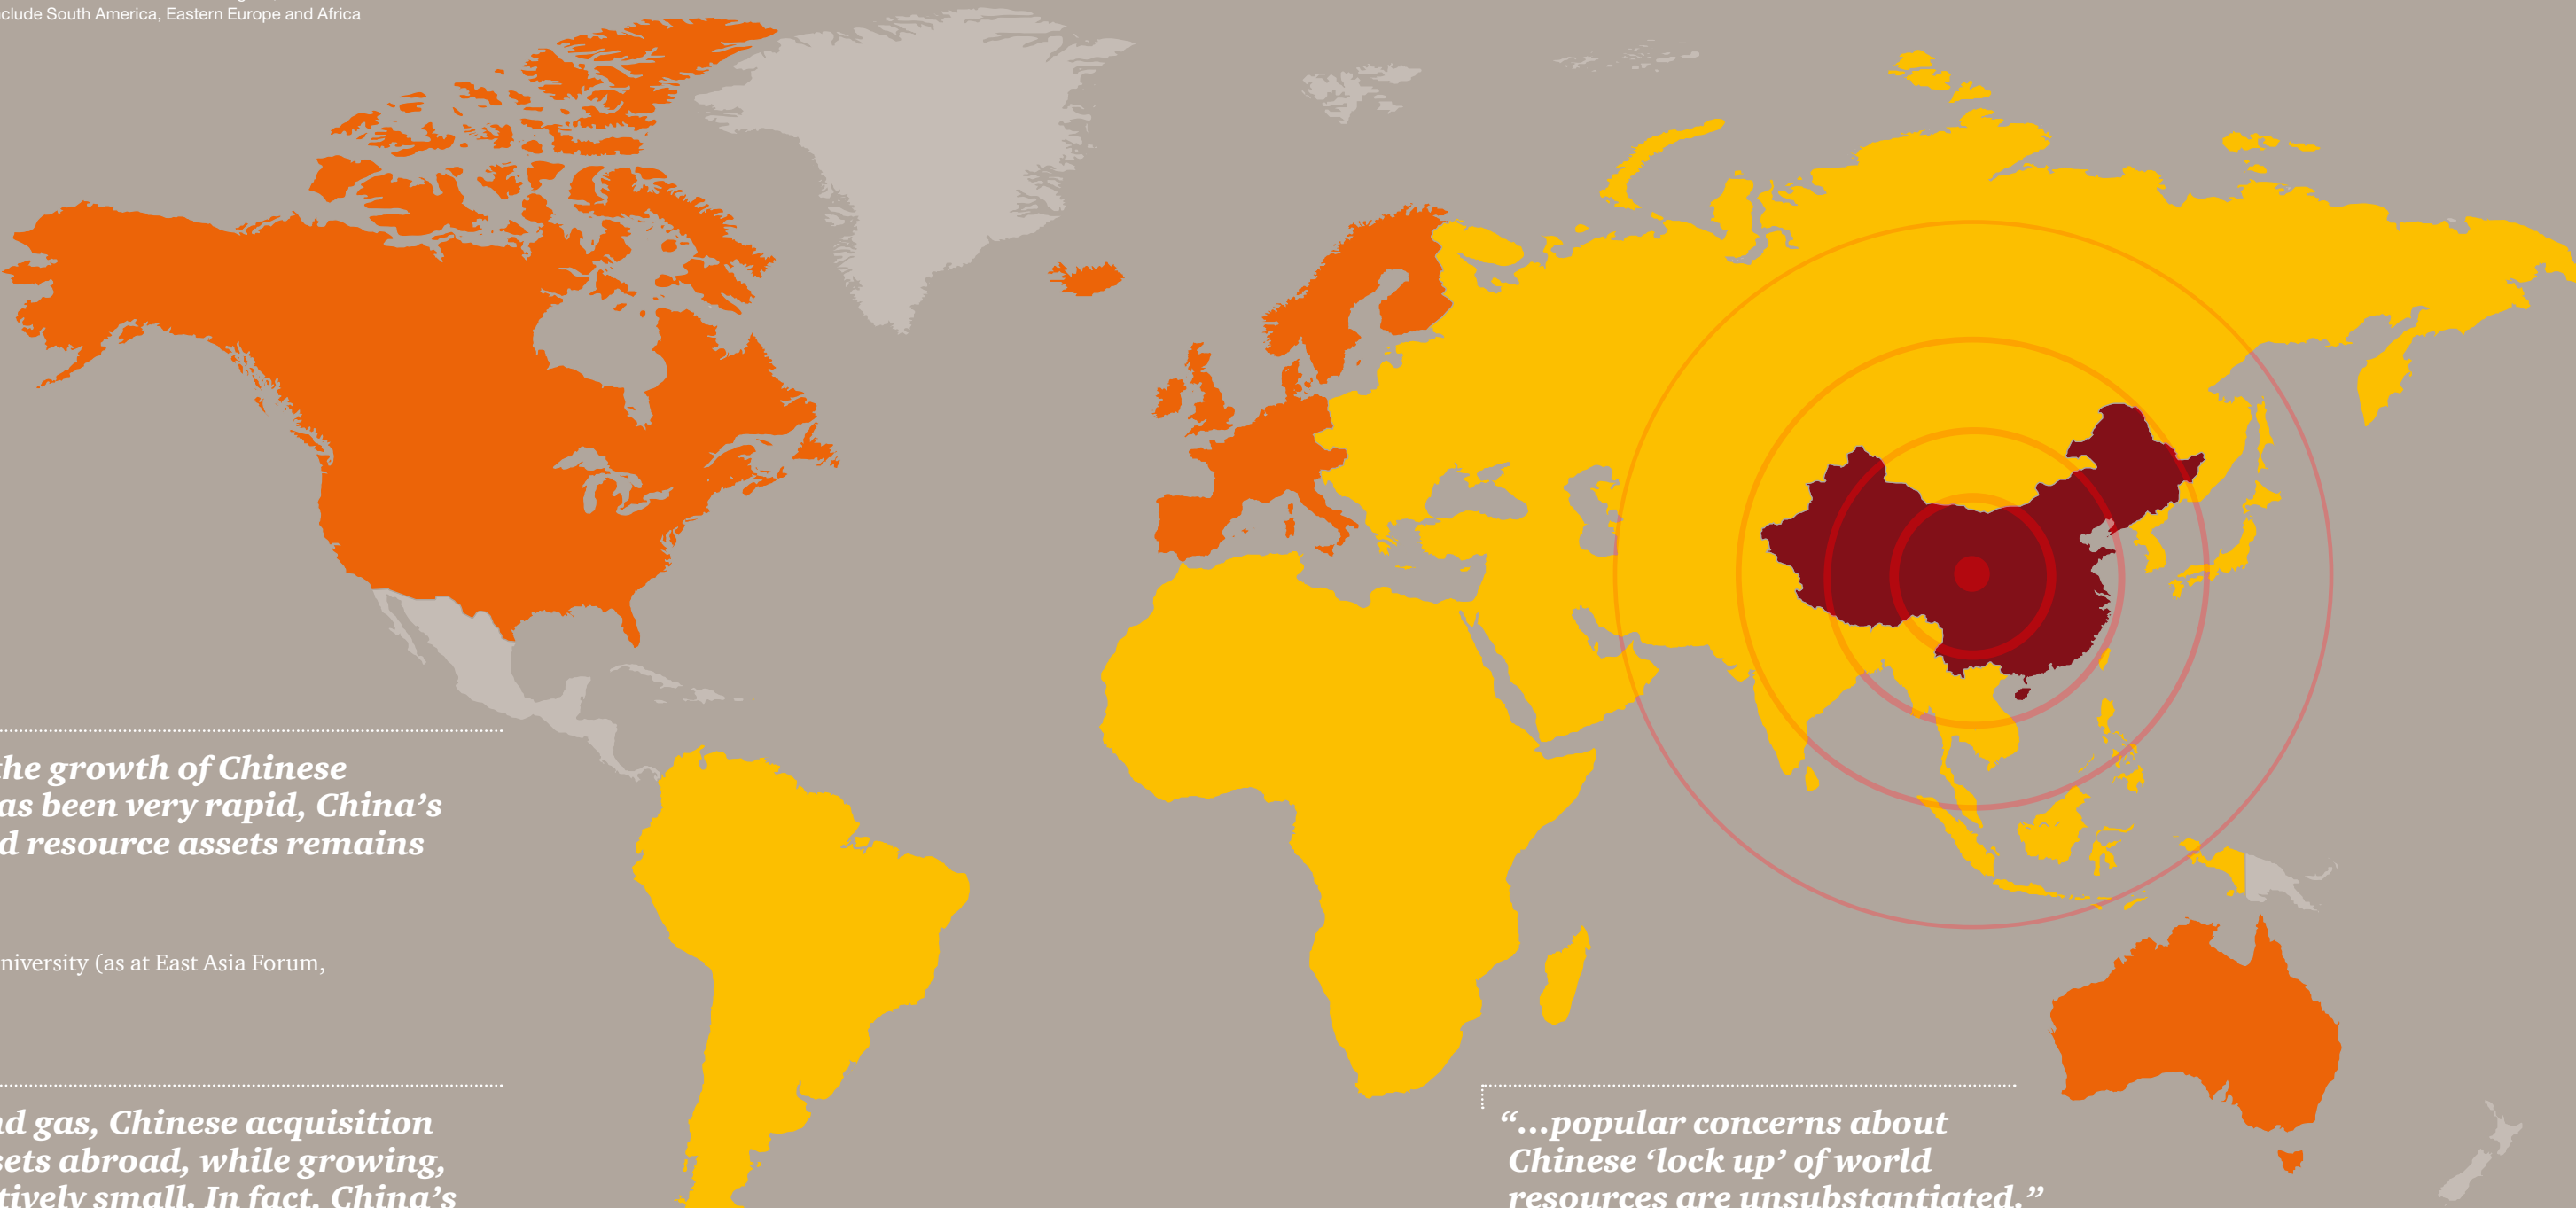 clude South America, Eastern Europe and Africa
he growth of Chinese
as been very rapid, China’s
d resource assets remains
niversity (as at East Asia Forum,
nd gas, Chinese acquisition
sets abroad, while growing,
tively small. In fact, China’s
“...popular concerns about
Chinese ‘lock up’ of world
resources are unsubstantiated.”